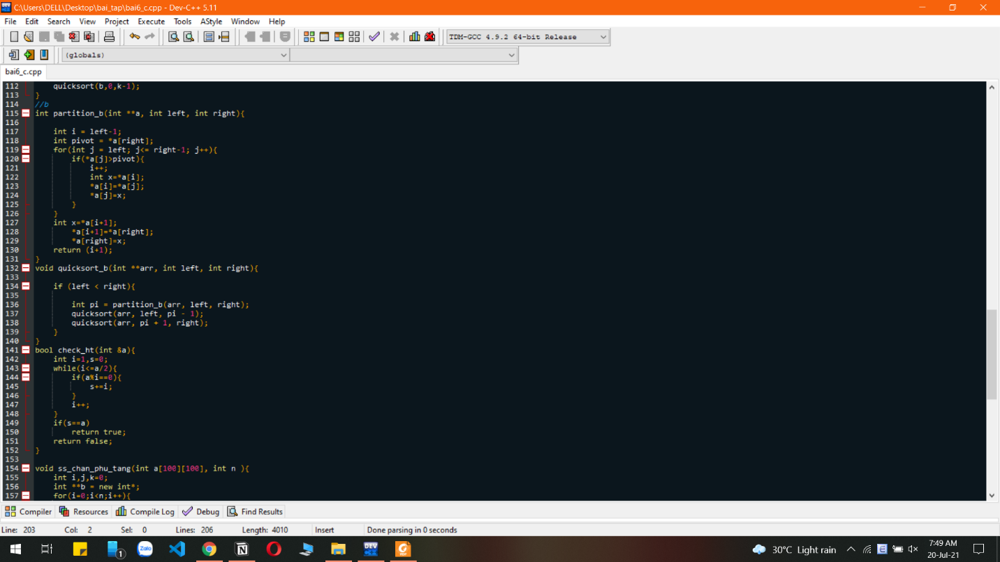 C:\Users\DELL\Desktop\bai_tap\bai6_c.cpp - Dev-C++ 5.11
File Edit Search View Project Execute Tools AStyle Window Help
TDM-GCC 4.9.2 64-bit Release
(globals)
bai6_c.cpp
112 quicksort(b,0,k-1);
113 }
114 //b
115 int partition_b(int **a, int left, int right){
116
117 int i = left-1;
118 int pivot = *a[right];
119 for(int j = left; j<= right-1; j++){
120 if(*a[j]>pivot){
121 i++;
122 int x=*a[i];
123 *a[i]=*a[j];
124 *a[j]=x;
125 }
126 }
127 int x=*a[i+1];
128 *a[i+1]=*a[right];
129 *a[right]=x;
130 return (i+1);
131 }
132 void quicksort_b(int **arr, int left, int right){
133
134 if (left < right){
135
136 int pi = partition_b(arr, left, right);
137 quicksort(arr, left, pi - 1);
138 quicksort(arr, pi + 1, right);
139 }
140 }
141 bool check_ht(int &a){
142 int i=1,s=0;
143 while(i<=a/2){
144 if(a%i==0){
145 s+=i;
146 }
147 i++;
148 }
149 if(s==a)
150 return true;
151 return false;
152 }
153
154 void ss_chan_phu_tang(int a[100][100], int n ){
155 int i,j,k=0;
156 int **b = new int*;
157 for(i=0;i<n;i++){
Compiler Resources Compile Log Debug Find Results
Line: 203 Col: 2 Sel: 0 Lines: 206 Length: 4010 Insert Done parsing in 0 seconds
1 Zalo DEV PDF 30°C Light rain E 7:49 AM
20-Jul-21